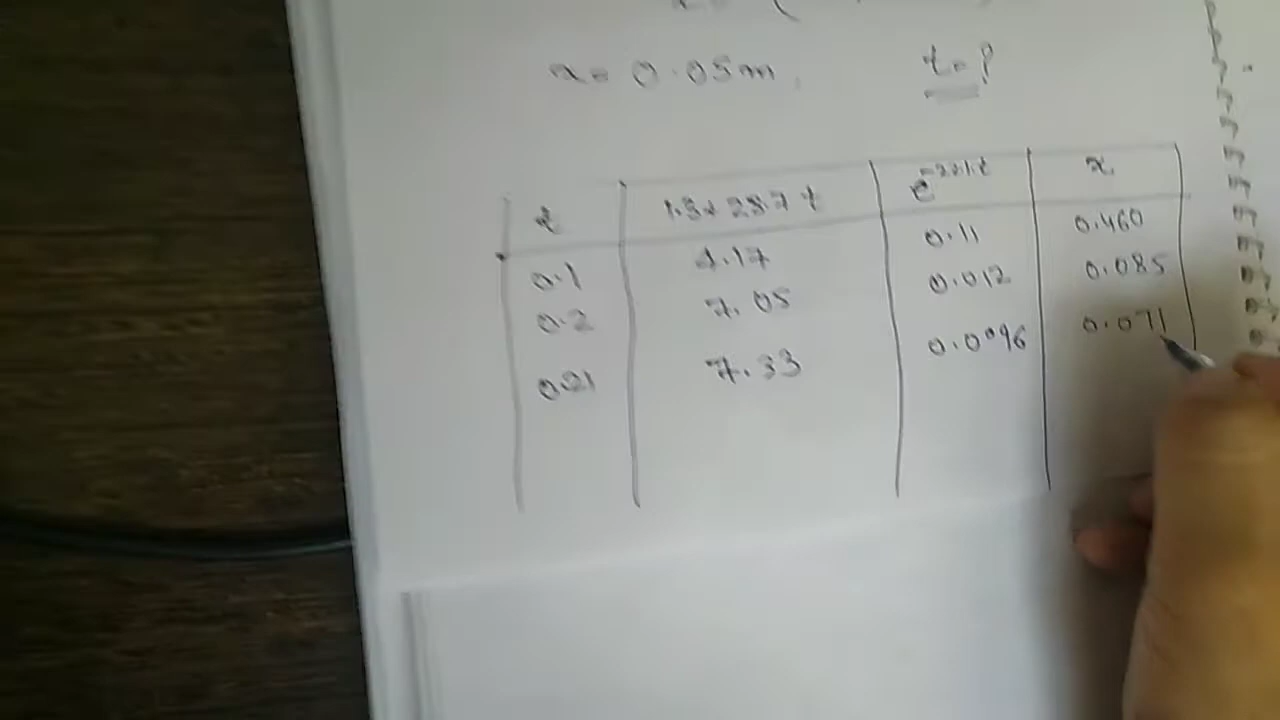 x = 0.05m t = ?
t 1.3+28.7t e^-22.1t x
0.1 4.17 0.11 0.460
0.2 7.05 0.012 0.085
0.21 7.33 0.0096 0.071